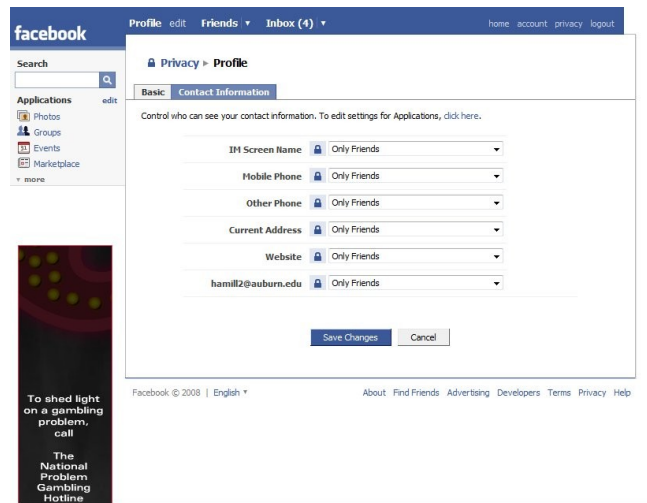 facebook
Profile edit Friends Inbox (4)
home account privacy logout
Search
Applications edit
Photos
Groups
31 Events
Marketplace
more
Privacy Profile
Basic Contact Information
Control who can see your contact information. To edit settings for Applications, click here.
IM Screen Name Only Friends
Mobile Phone Only Friends
Other Phone Only Friends
Current Address Only Friends
Website Only Friends
hamill2@auburn.edu Only Friends
Save Changes Cancel
Facebook © 2008 | English
About Find Friends Advertising Developers Terms Privacy Help
To shed light
on a gambling
problem,
call
The
National
Problem
Gambling
Hotline